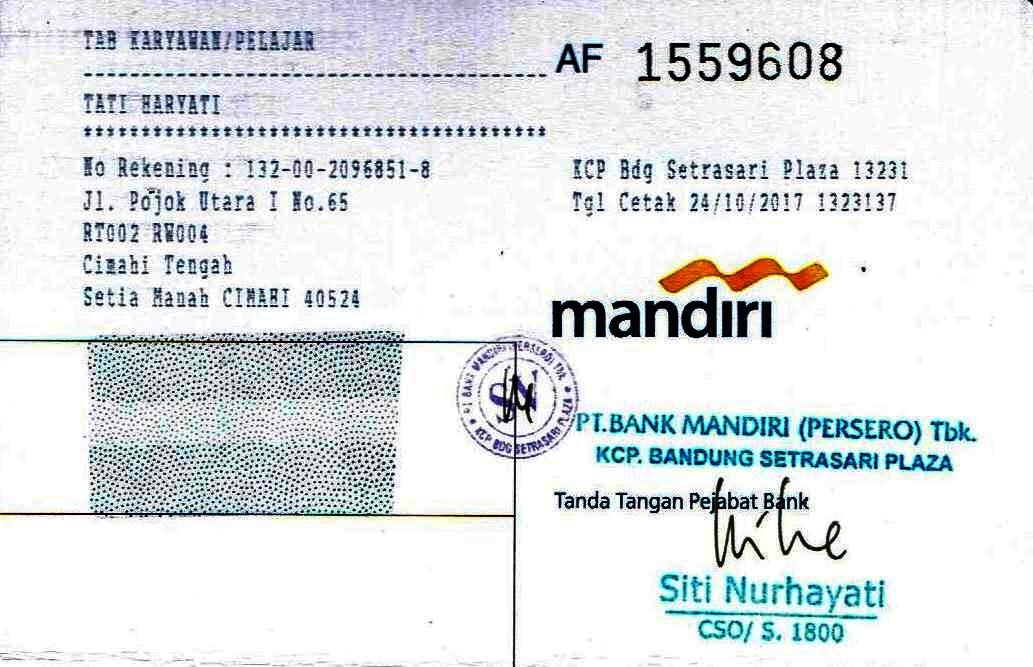 TAB KARYAWAN/PELAJAR
AF 1559608
TATI HARYATI
No Rekening : 132-00-2096851-8
Jl. Pojok Utara I No.65
RT002 RW004
Cimahi Tengah
Setia Manah CIMAHI 40524
KCP Bdg Setrasari Plaza 13231
Tgl Cetak 24/10/2017 1323137
mandiri
PT BANK MANDIRI (PERSERO) Tbk.
KCP BDG SETRASARI PLAZA
PT.BANK MANDIRI (PERSERO) Tbk.
KCP. BANDUNG SETRASARI PLAZA
Tanda Tangan Pejabat Bank
Siti Nurhayati
CSO/ S. 1800